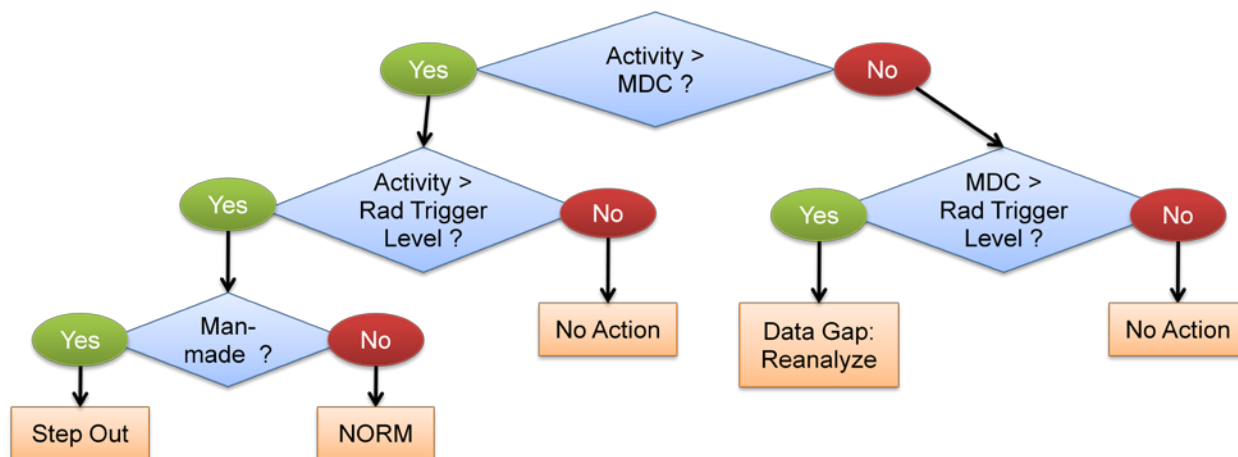 Yes
Activity >
MDC ?
No
Yes
Activity >
Rad Trigger
Level ?
No
Yes
MDC >
Rad Trigger
Level ?
No
Yes
Man-
made ?
No
No Action
Data Gap:
Reanalyze
No Action
Step Out
NORM